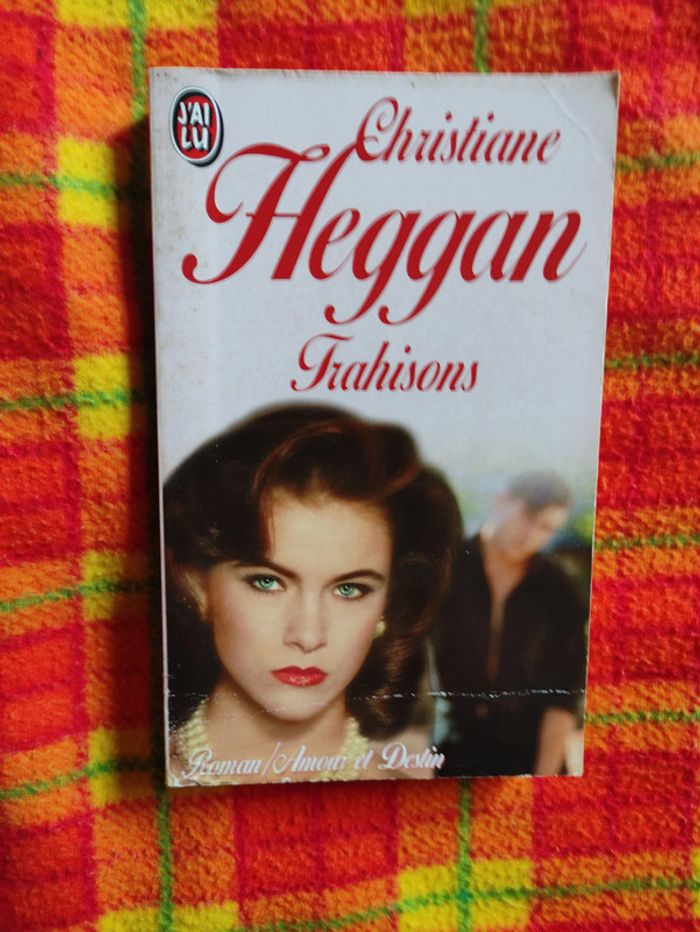 J'AI
LU
Christiane
Heggan
Trahisons
Roman/Amour et Destin